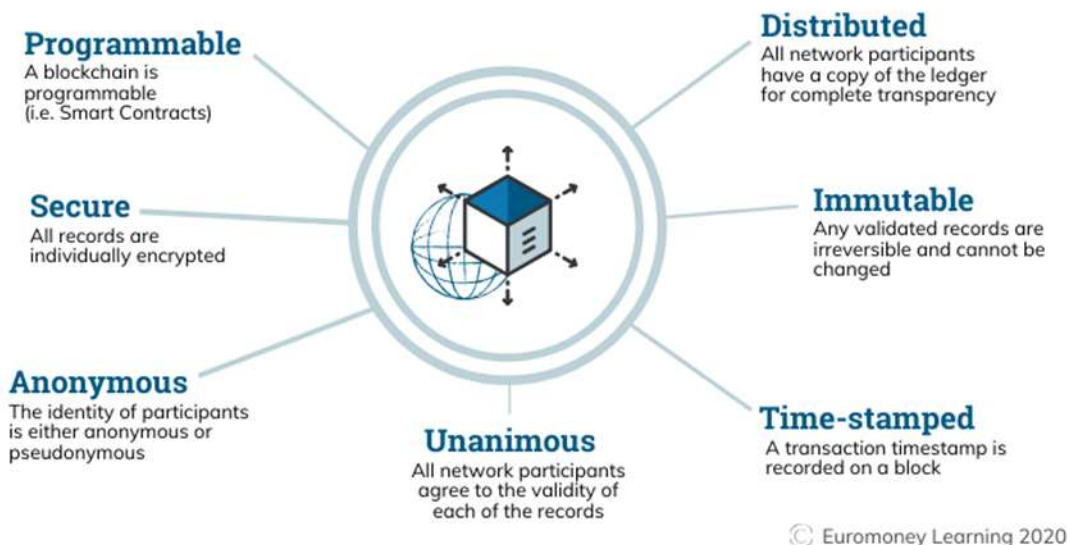 Programmable
A blockchain is
programmable
(i.e. Smart Contracts)
Distributed
All network participants
have a copy of the ledger
for complete transparency
Secure
All records are
individually encrypted
Immutable
Any validated records are
irreversible and cannot be
changed
Anonymous
The identity of participants
is either anonymous or
pseudonymous
Unanimous
All network participants
agree to the validity of
each of the records
Time-stamped
A transaction timestamp is
recorded on a block
© Euromoney Learning 2020